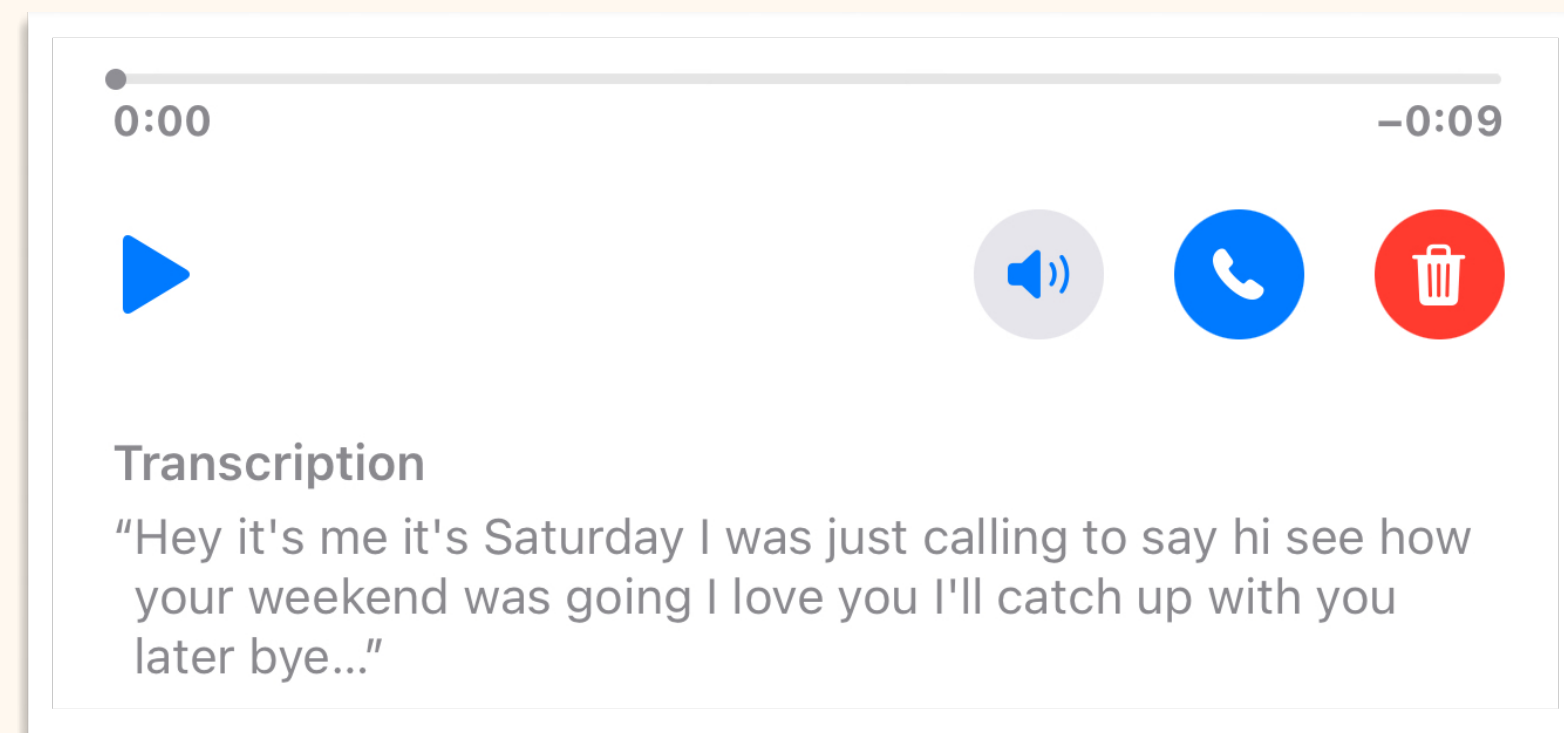 0:00
–0:09
Transcription
“Hey it's me it's Saturday I was just calling to say hi see how
your weekend was going I love you I'll catch up with you
later bye...”